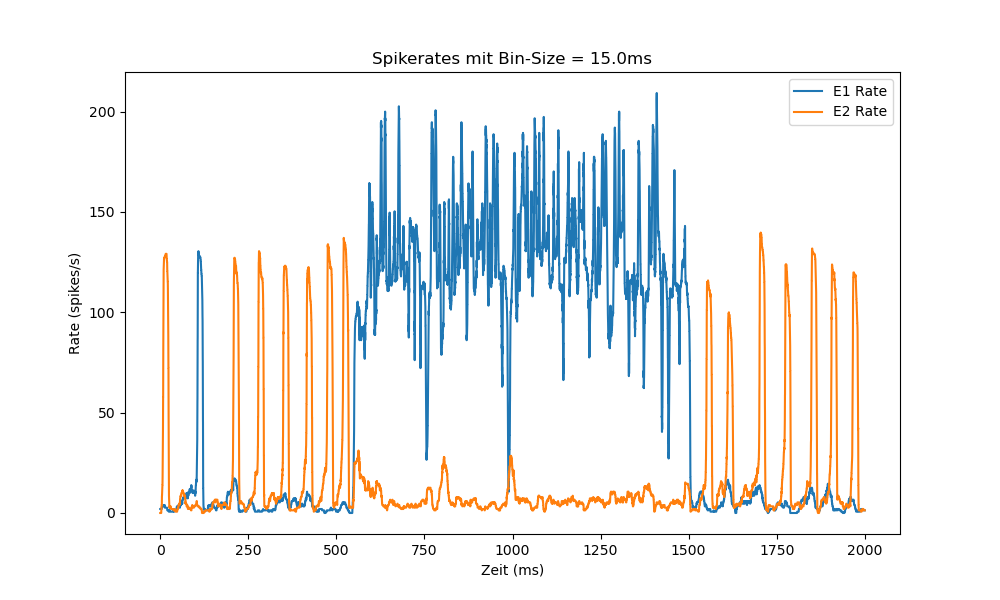 Spikerates mit Bin-Size = 15.0ms
E1 Rate
E2 Rate
200
150
100
50
0
Rate (spikes/s)
0 250 500 750 1000 1250 1500 1750 2000
Zeit (ms)